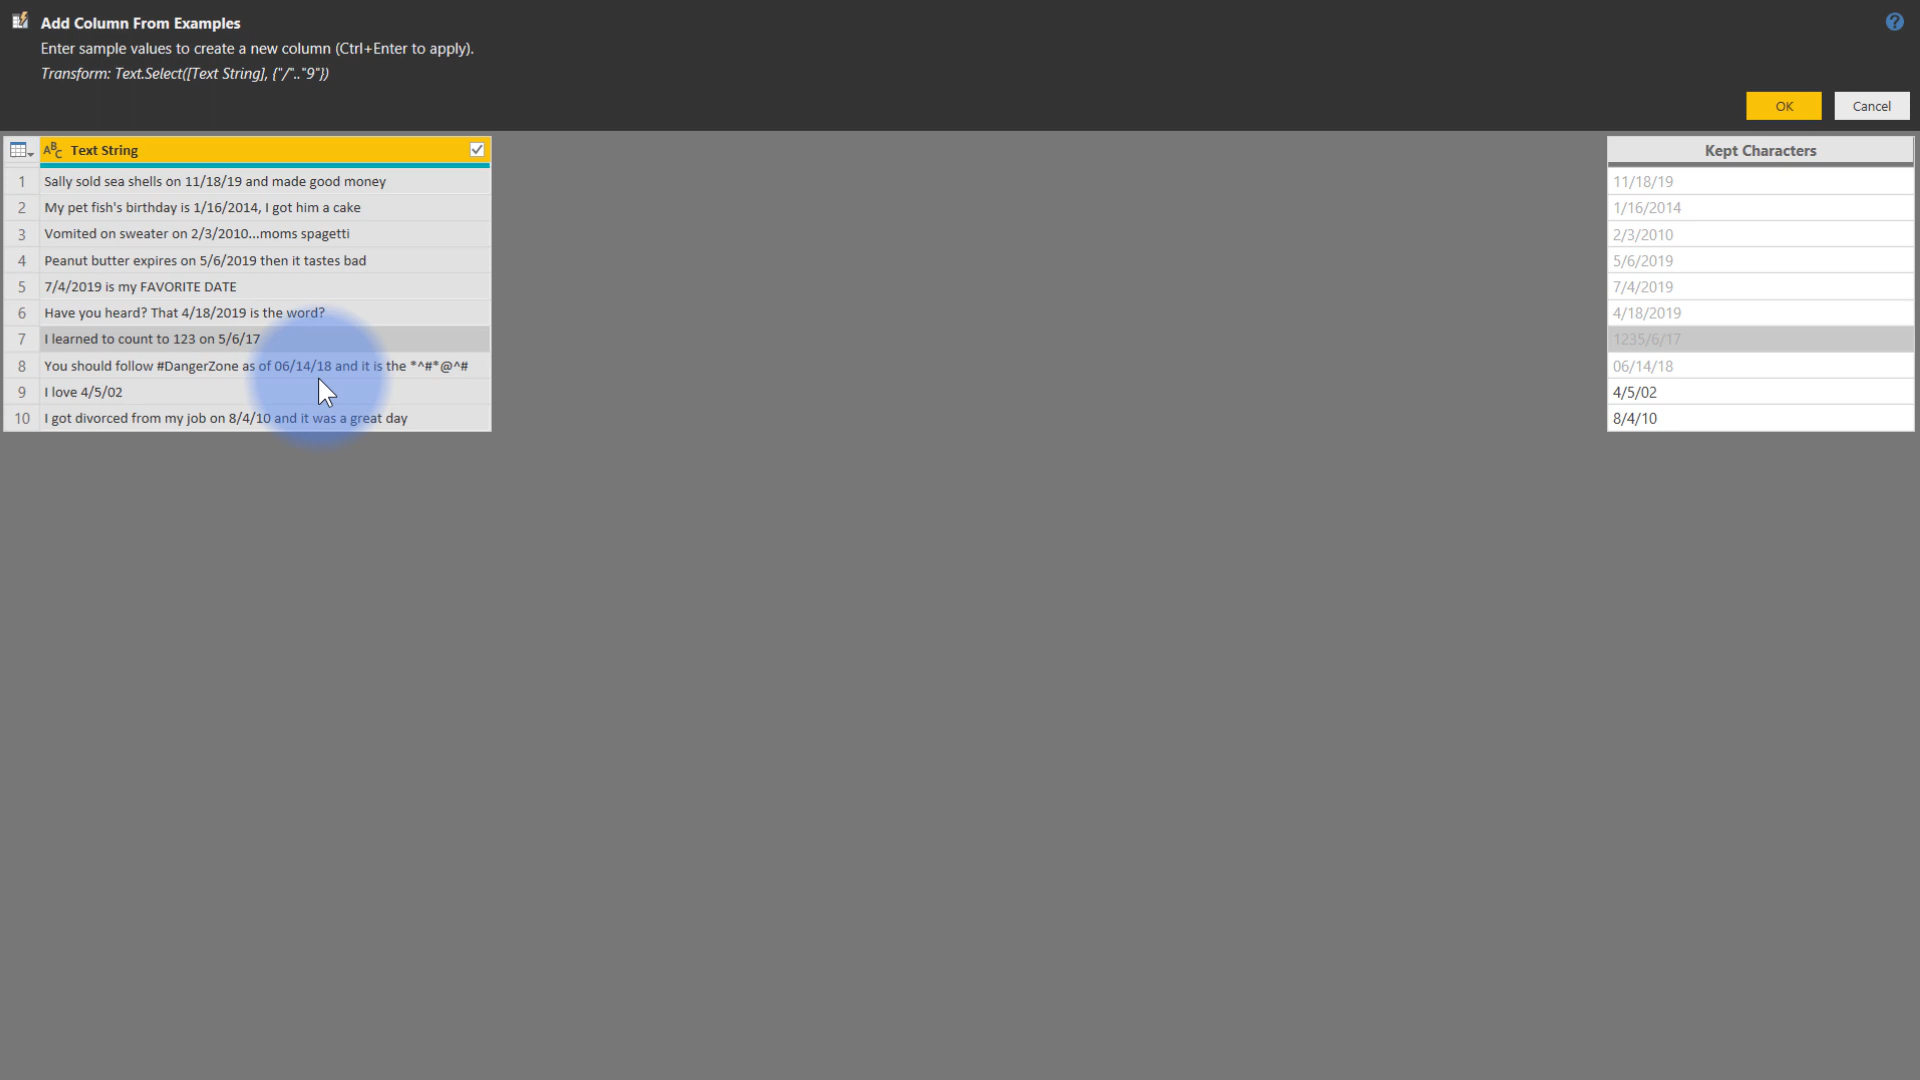 Add Column From Examples
Enter sample values to create a new column (Ctrl+Enter to apply).
Transform: Text.Select([Text String], {"/".."9"})
OK
Cancel
ABC Text String
Kept Characters
1 Sally sold sea shells on 11/18/19 and made good money
11/18/19
2 My pet fish's birthday is 1/16/2014, I got him a cake
1/16/2014
3 Vomited on sweater on 2/3/2010...moms spagetti
2/3/2010
4 Peanut butter expires on 5/6/2019 then it tastes bad
5/6/2019
5 7/4/2019 is my FAVORITE DATE
7/4/2019
6 Have you heard? That 4/18/2019 is the word?
4/18/2019
7 I learned to count to 123 on 5/6/17
1235/6/17
8 You should follow #DangerZone as of 06/14/18 and it is the *^#*@^#
06/14/18
9 I love 4/5/02
4/5/02
10 I got divorced from my job on 8/4/10 and it was a great day
8/4/10